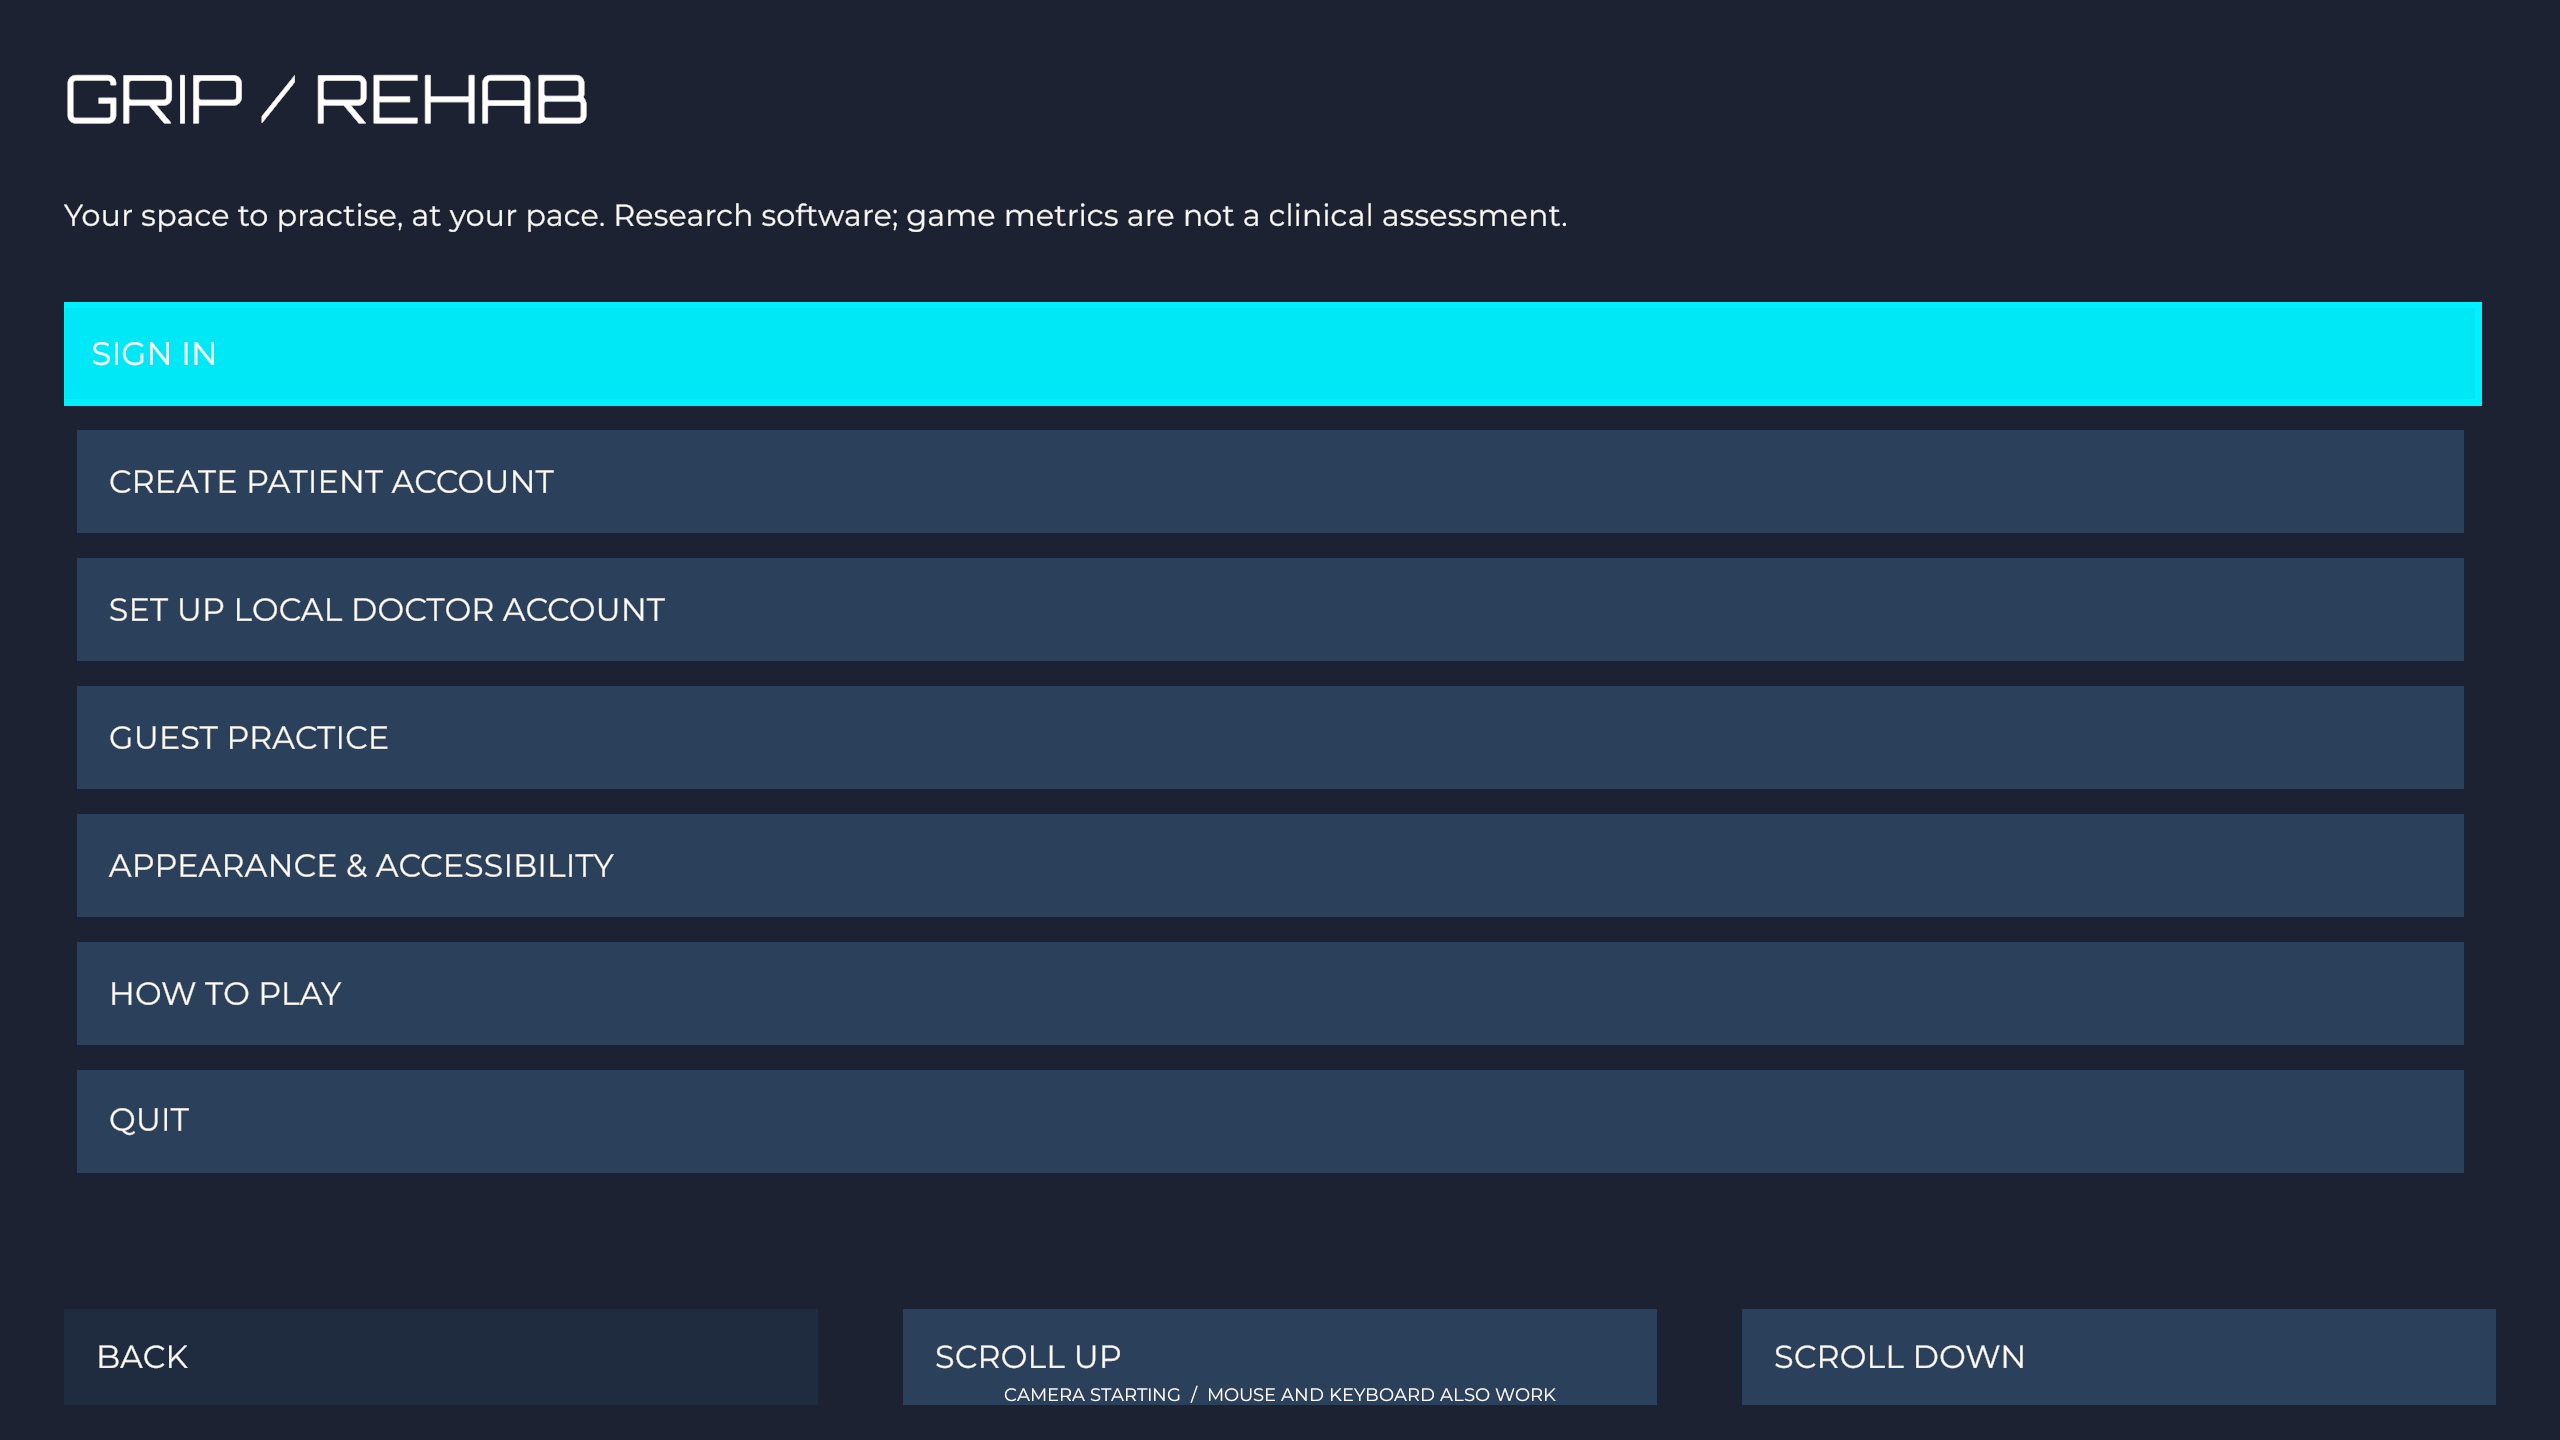 GRIP / REHAB
Your space to practise, at your pace. Research software; game metrics are not a clinical assessment.
SIGN IN
CREATE PATIENT ACCOUNT
SET UP LOCAL DOCTOR ACCOUNT
GUEST PRACTICE
APPEARANCE & ACCESSIBILITY
HOW TO PLAY
QUIT
BACK
SCROLL UP
SCROLL DOWN
CAMERA STARTING / MOUSE AND KEYBOARD ALSO WORK